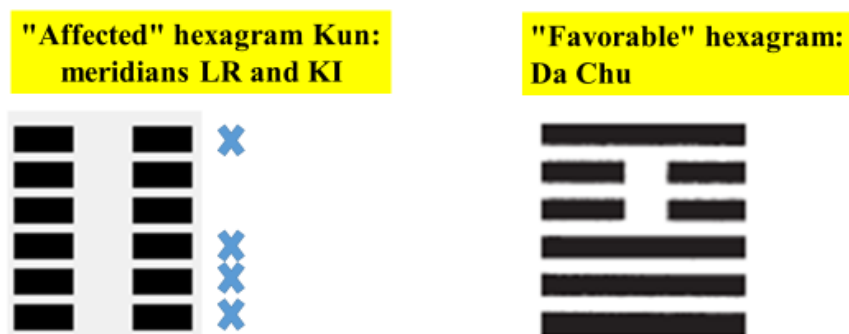 "Affected" hexagram Kun:
meridians LR and KI
"Favorable" hexagram:
Da Chu